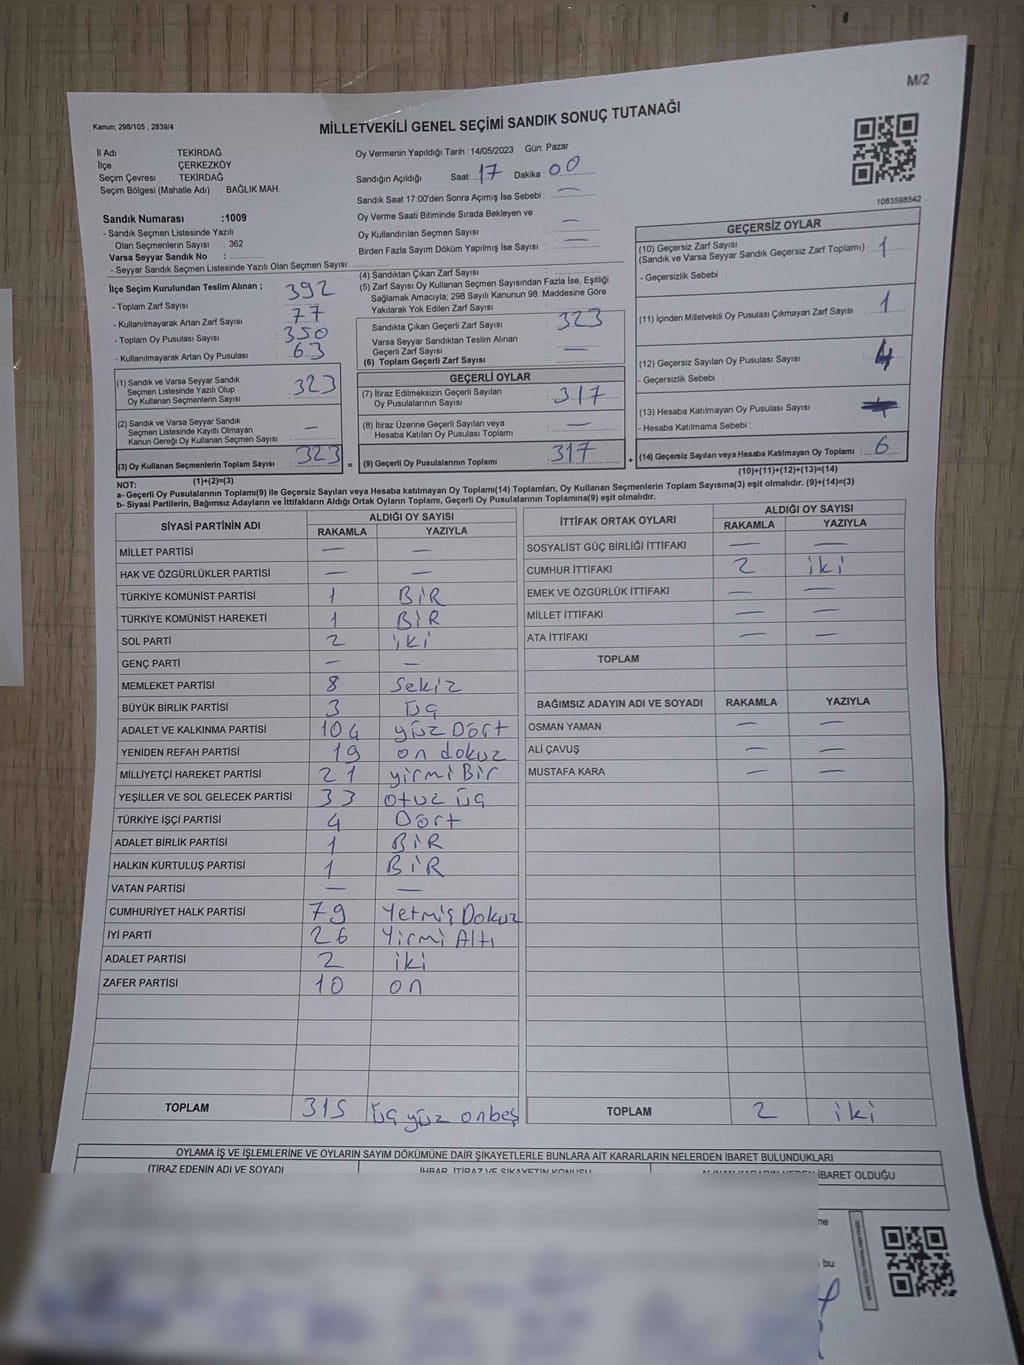 M/2
Kanun; 298/105 , 2839/4
MİLLETVEKİLİ GENEL SEÇİMİ SANDIK SONUÇ TUTANAĞI
İl Adı : TEKİRDAĞ
İlçe : ÇERKEZKÖY
Seçim Çevresi : TEKİRDAĞ
Seçim Bölgesi (Mahalle Adı) : BAĞLIK MAH.
Sandık Numarası :1009
- Sandık Seçmen Listesinde Yazılı
Olan Seçmenlerin Sayısı : 362
Varsa Seyyar Sandık No :
- Seyyar Sandık Seçmen Listesinde Yazılı Olan Seçmen Sayısı:
İlçe Seçim Kurulundan Teslim Alınan ;
- Toplam Zarf Sayısı : 392
- Kullanılmayarak Artan Zarf Sayısı : 77
- Toplam Oy Pusulası Sayısı : 350
- Kullanılmayarak Artan Oy Pusulası : 63
(1) Sandık ve Varsa Seyyar Sandık
Seçmen Listesinde Yazılı Olup
Oy Kullanan Seçmenlerin Sayısı : 323
(2) Sandık ve Varsa Seyyar Sandık
Seçmen Listesinde Kayıtlı Olmayan
Kanun Gereği Oy Kullanan Seçmen Sayısı : —
(3) Oy Kullanan Seçmenlerin Toplam Sayısı : 323 =
(1)+(2)=(3)
Oy Vermenin Yapıldığı Tarih : 14/05/2023 Gün: Pazar
Sandığın Açıldığı Saat : 17 Dakika : 00
Sandık Saat 17:00'den Sonra Açımış İse Sebebi : —
Oy Verme Saati Bitiminde Sırada Bekleyen ve
Oy Kullandırılan Seçmen Sayısı : —
Birden Fazla Sayım Döküm Yapılmış İse Sayısı : —
(4) Sandıktan Çıkan Zarf Sayısı :
(5) Zarf Sayısı Oy Kullanan Seçmen Sayısından Fazla İse, Eşitliği
Sağlamak Amacıyla; 298 Sayılı Kanunun 98. Maddesine Göre
Yakılarak Yok Edilen Zarf Sayısı :
Sandıkta Çıkan Geçerli Zarf Sayısı : 323
Varsa Seyyar Sandıktan Teslim Alınan
Geçerli Zarf Sayısı : —
(6) Toplam Geçerli Zarf Sayısı :
GEÇERLİ OYLAR
(7) İtiraz Edilmeksizin Geçerli Sayılan
Oy Pusulalarının Sayısı : 317
(8) İtiraz Üzerine Geçerli Sayılan veya
Hesaba Katılan Oy Pusulası Toplamı : —
(9) Geçerli Oy Pusulalarının Toplamı : 317 +
1083598542
GEÇERSİZ OYLAR
(10) Geçersiz Zarf Sayısı
(Sandık ve Varsa Seyyar Sandık Geçersiz Zarf Toplamı) : 1
- Geçersizlik Sebebi :
(11) İçinden Milletvekili Oy Pusulası Çıkmayan Zarf Sayısı : 1
(12) Geçersiz Sayılan Oy Pusulası Sayısı : 4
- Geçersizlik Sebebi :
(13) Hesaba Katılmayan Oy Pusulası Sayısı :
- Hesaba Katılmama Sebebi :
(14) Geçersiz Sayılan veya Hesaba Katılmayan Oy Toplamı : 6
(10)+(11)+(12)+(13)=(14)
NOT:
a- Geçerli Oy Pusulasının Toplamı(9) ile Geçersiz Sayılan veya Hesaba katılmayan Oy Toplamı(14) Toplamları, Oy Kullanan Seçmenlerin Toplam Sayısına(3) eşit olmalıdır. (9)+(14)=(3)
b- Siyasi Partilerin, Bağımsız Adayların ve İttifakların Aldığı Ortak Oyların Toplamı, Geçerli Oy Pusulasının Toplamına(9) eşit olmalıdır.
SİYASİ PARTİNİN ADI ALDIĞI OY SAYISI
RAKAMLA YAZIYLA
MİLLET PARTİSİ — —
HAK VE ÖZGÜRLÜKLER PARTİSİ — —
TÜRKİYE KOMÜNİST PARTİSİ 1 BİR
TÜRKİYE KOMÜNİST HAREKETİ 1 BİR
SOL PARTİ 2 iki
GENÇ PARTİ — —
MEMLEKET PARTİSİ 8 Sekiz
BÜYÜK BİRLİK PARTİSİ 3 üç
ADALET VE KALKINMA PARTİSİ 104 yüz Dört
YENİDEN REFAH PARTİSİ 19 on dokuz
MİLLİYETÇİ HAREKET PARTİSİ 21 yirmi Bir
YEŞİLLER VE SOL GELECEK PARTİSİ 33 otuz üç
TÜRKİYE İŞÇİ PARTİSİ 4 Dört
ADALET BİRLİK PARTİSİ 1 BİR
HALKIN KURTULUŞ PARTİSİ 1 BİR
VATAN PARTİSİ — —
CUMHURİYET HALK PARTİSİ 79 Yetmiş Dokuz
İYİ PARTİ 26 Yirmi Altı
ADALET PARTİSİ 2 iki
ZAFER PARTİSİ 10 on
TOPLAM 315 üç yüz onbeş
İTTİFAK ORTAK OYLARI ALDIĞI OY SAYISI
RAKAMLA YAZIYLA
SOSYALİST GÜÇ BİRLİĞİ İTTİFAKI — —
CUMHUR İTTİFAKI 2 iki
EMEK VE ÖZGÜRLÜK İTTİFAKI — —
MİLLET İTTİFAKI — —
ATA İTTİFAKI — —
TOPLAM
BAĞIMSIZ ADAYIN ADI VE SOYADI RAKAMLA YAZIYLA
OSMAN YAMAN — —
ALİ ÇAVUŞ — —
MUSTAFA KARA — —
TOPLAM 2 iki
OYLAMA İŞ VE İŞLEMLERİNE VE OYLARIN SAYIM DÖKÜMÜNE DAİR ŞİKAYETLERLE BUNLARA AİT KARARLARIN NELERDEN İBARET BULUNDUKLARI
İTİRAZ EDENİN ADI VE SOYADI
İHBAR, İTİRAZ VE ŞİKAYETİN KONUSU
İBARET OLDUĞU
bu